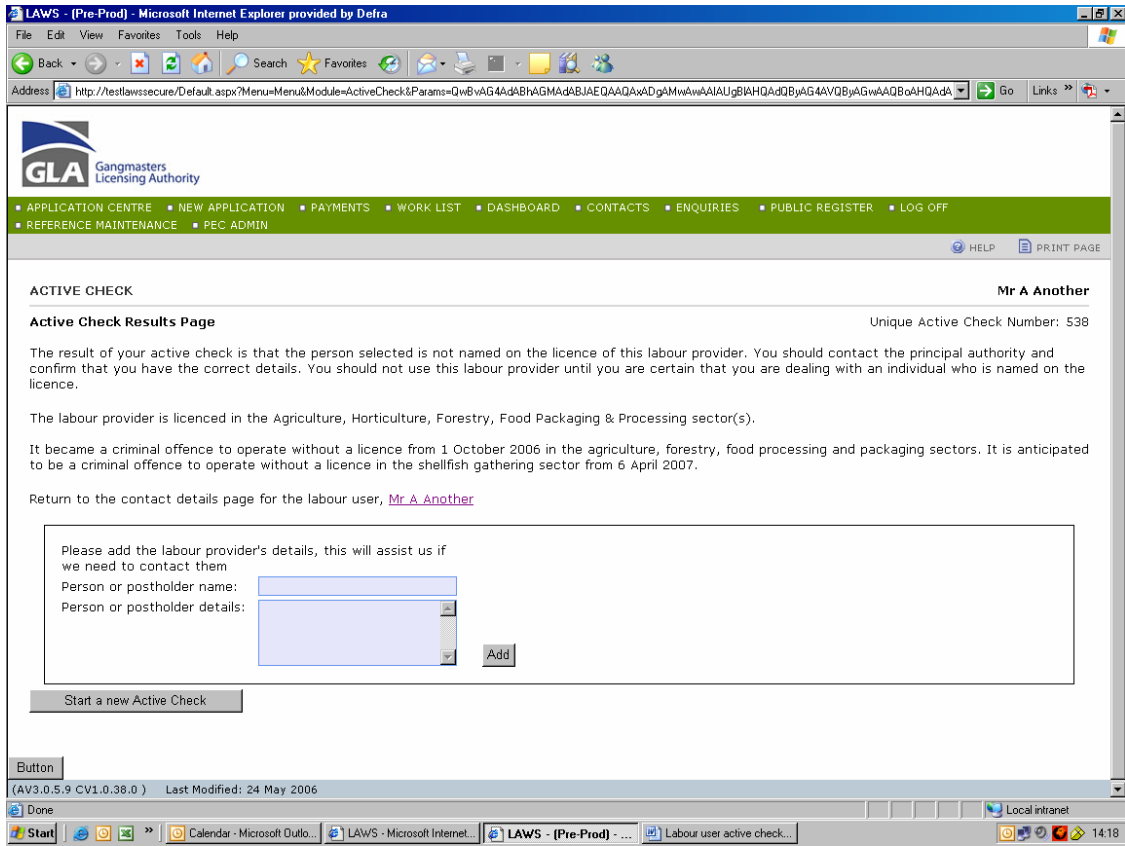 LAWS - (Pre-Prod) - Microsoft Internet Explorer provided by Defra
File Edit View Favorites Tools Help
Back Search Favorites
Address Go Links »
GLA Gangmasters
Licensing Authority
APPLICATION CENTRE NEW APPLICATION PAYMENTS WORK LIST DASHBOARD CONTACTS ENQUIRIES PUBLIC REGISTER LOG OFF
REFERENCE MAINTENANCE PEC ADMIN
HELP PRINT PAGE
ACTIVE CHECK Mr A Another
Active Check Results Page Unique Active Check Number: 538
The result of your active check is that the person selected is not named on the licence of this labour provider. You should contact the principal authority and
confirm that you have the correct details. You should not use this labour provider until you are certain that you are dealing with an individual who is named on the
licence.
The labour provider is licenced in the Agriculture, Horticulture, Forestry, Food Packaging & Processing sector(s).
It became a criminal offence to operate without a licence from 1 October 2006 in the agriculture, forestry, food processing and packaging sectors. It is anticipated
to be a criminal offence to operate without a licence in the shellfish gathering sector from 6 April 2007.
Return to the contact details page for the labour user, Mr A Another
Please add the labour provider's details, this will assist us if
we need to contact them
Person or postholder name:
Person or postholder details:
Add
Start a new Active Check
Button
(AV3.0.5.9 CV1.0.38.0 ) Last Modified: 24 May 2006
Done Local intranet
Start » Calendar - Microsoft Outlo... LAWS - Microsoft Internet... LAWS - (Pre-Prod) - ... Labour user active check... 14:18